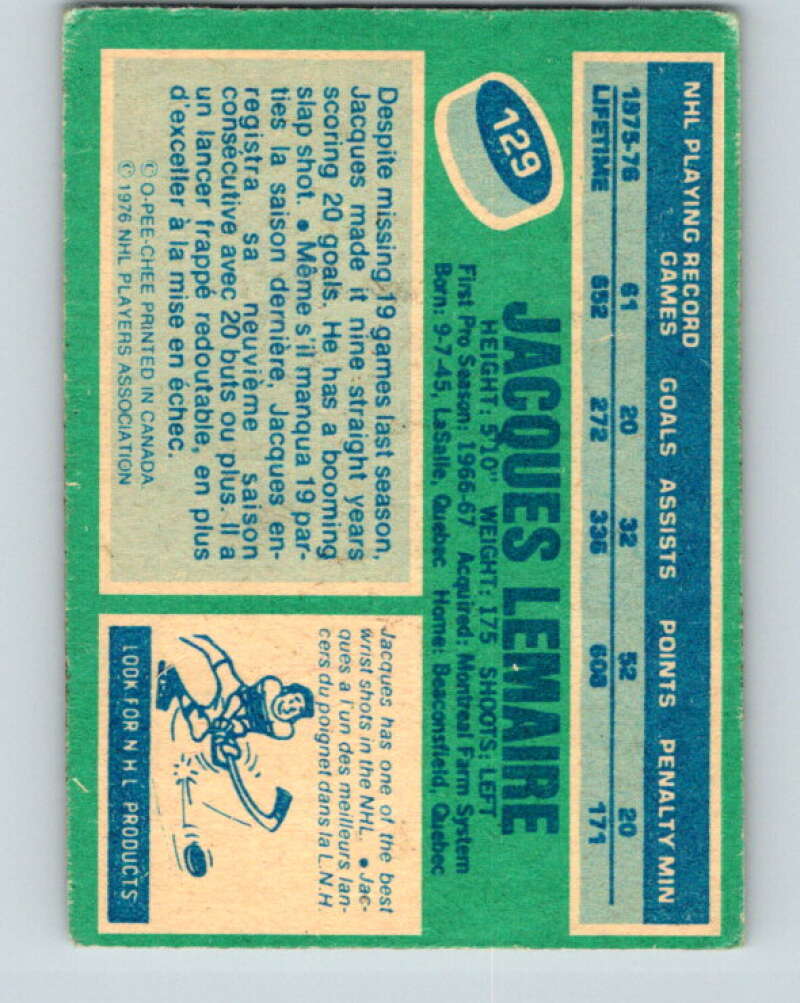 NHL PLAYING RECORD
GAMES GOALS ASSISTS POINTS PENALTY MIN
1975-76 61 20 32 52 20
LIFETIME 652 272 336 608 171
129
JACQUES LEMAIRE
HEIGHT: 5'10" WEIGHT: 175 SHOOTS: LEFT
First Pro Season: 1966-67 Acquired: Montreal Farm System
Born: 9-7-45, LaSalle, Quebec Home: Beaconsfield, Quebec
Despite missing 19 games last season,
Jacques made it nine straight years
scoring 20 goals. He has a booming
slap shot. • Même s'il manqua 19 par-
ties la saison dernière, Jacques en-
registra sa neuvième saison
consécutive avec 20 buts ou plus. Il a
un lancer frappé redoutable, en plus
d'exceller à la mise en échec.
© O-PEE-CHEE PRINTED IN CANADA
© 1976 NHL PLAYERS ASSOCIATION
Jacques has one of the best
wrist shots in the NHL. • Jac-
ques a l'un des meilleurs lan-
cers du poignet dans la L.N.H.
LOOK FOR N H L PRODUCTS